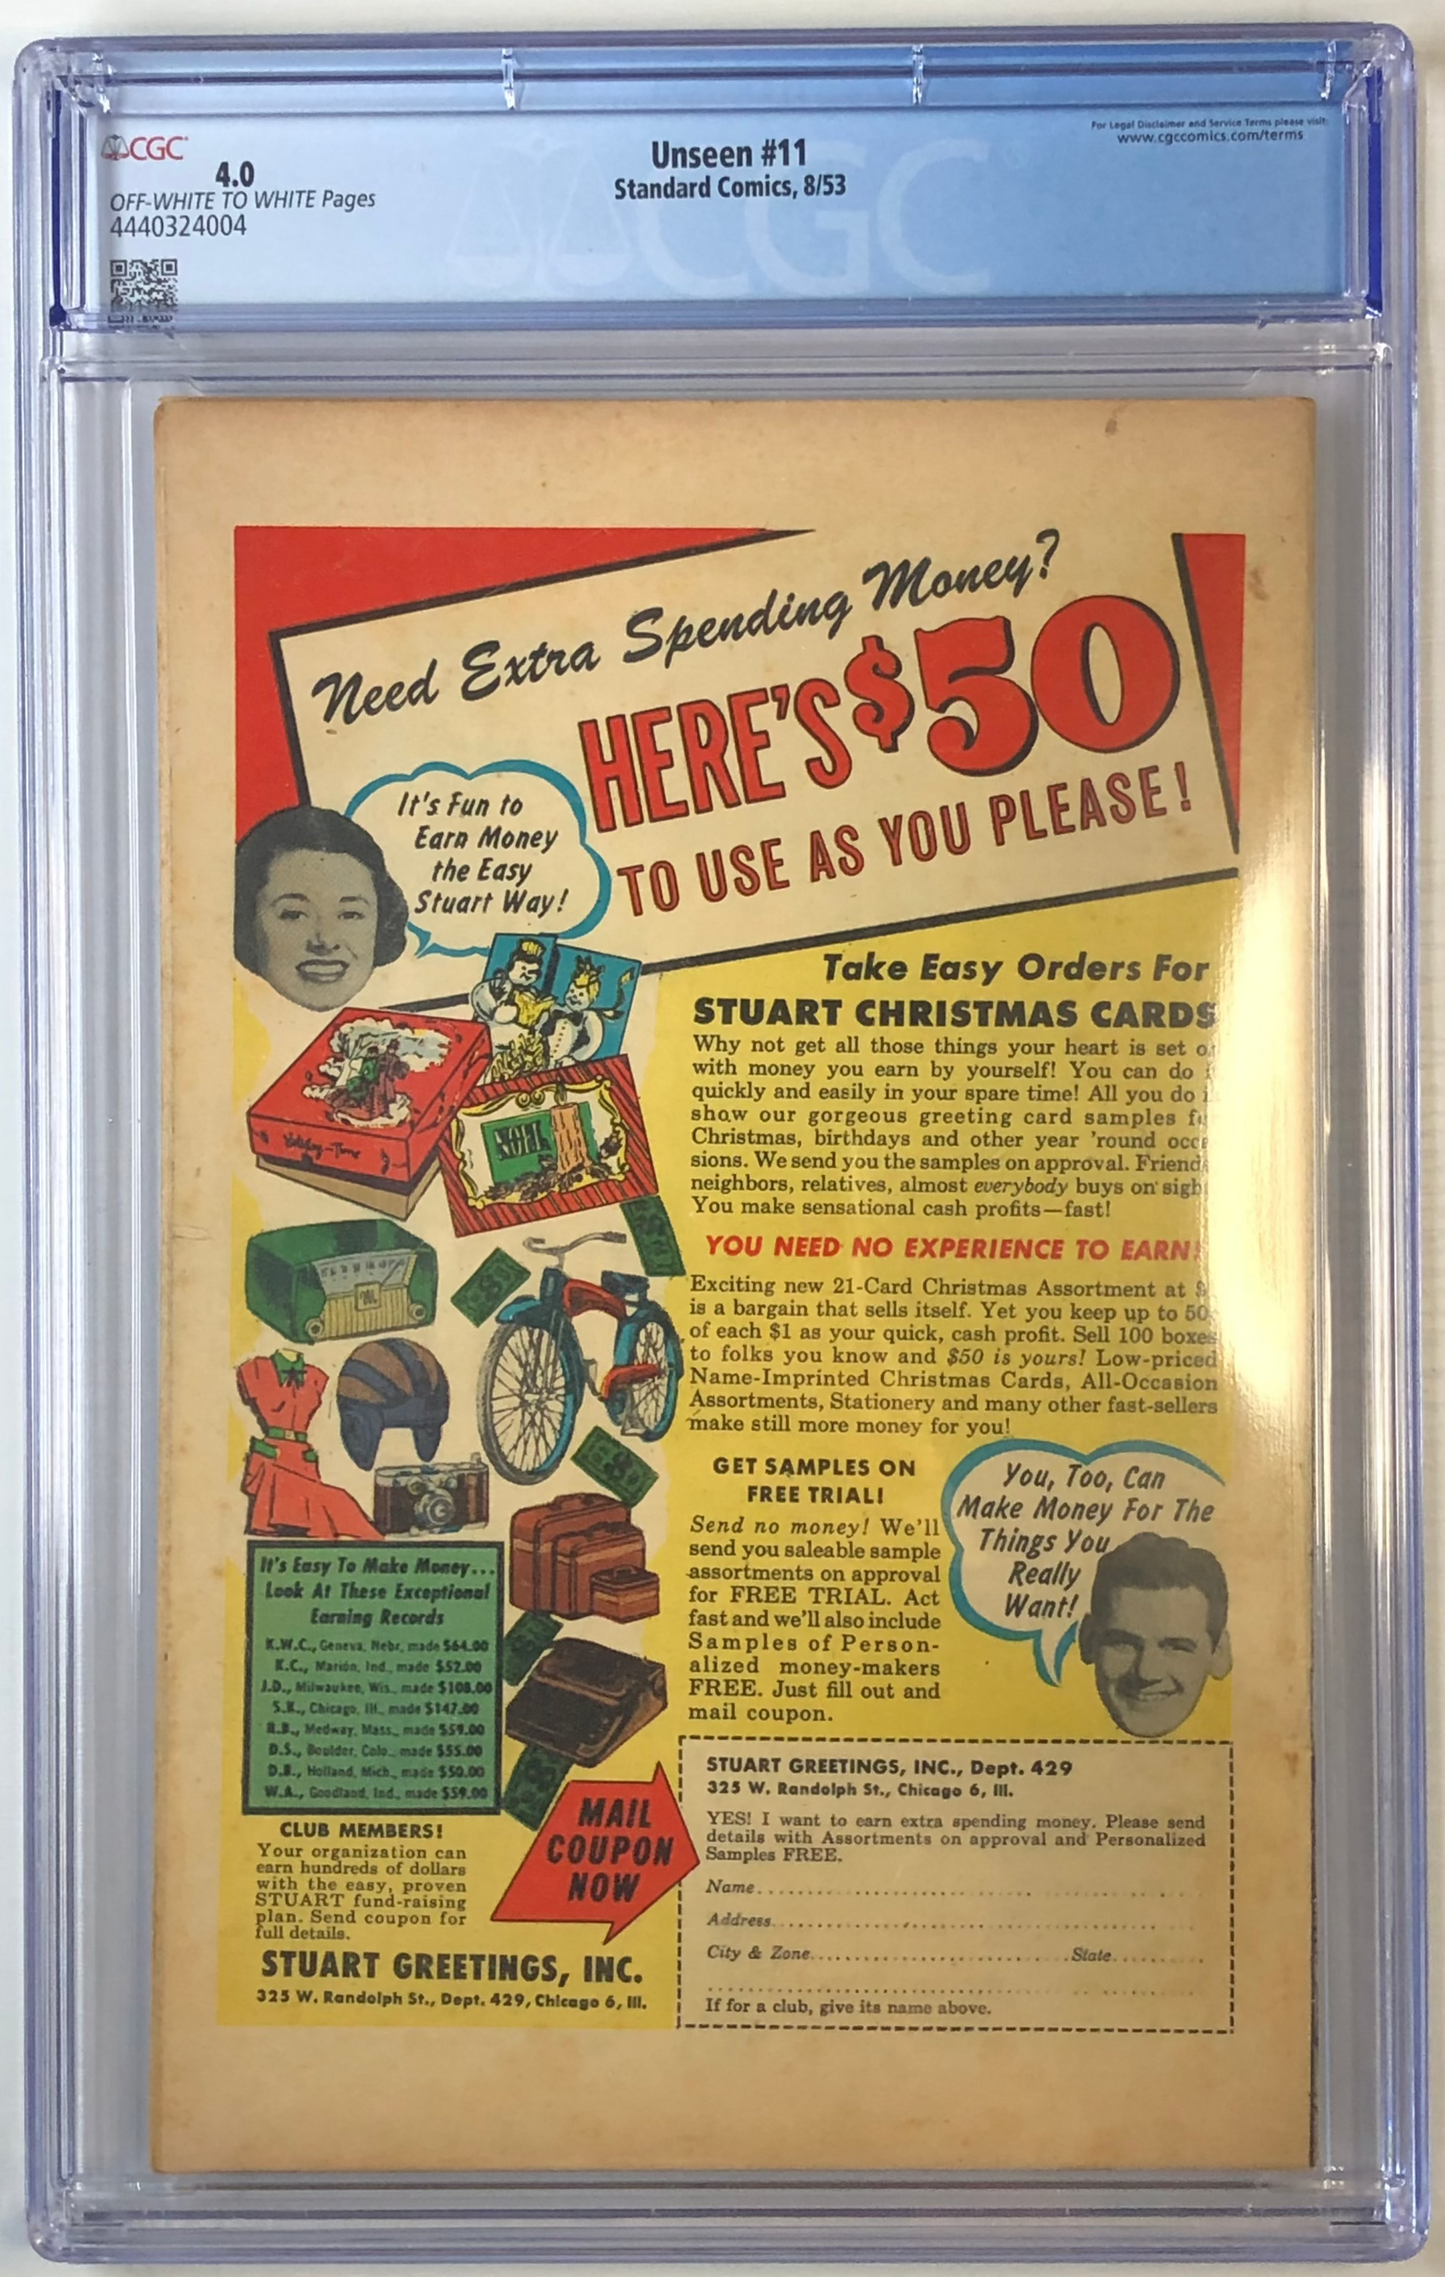 CGC
4.0
OFF-WHITE TO WHITE Pages
4440324004
Unseen #11
Standard Comics, 8/53
For Legal Disclaimer and Service Terms please visit:
www.cgccomics.com/terms
CGC
Need Extra Spending Money?
HERE'S $50
TO USE AS YOU PLEASE!
It's Fun to
Earn Money
the Easy
Stuart Way!
Take Easy Orders For
STUART CHRISTMAS CARDS
Why not get all those things your heart is set
with money you earn by yourself! You can do
quickly and easily in your spare time! All you do
show our gorgeous greeting card samples
Christmas, birthdays and other year 'round
sions. We send you the samples on approval. Friend
neighbors, relatives, almost everybody buys on
You make sensational cash profits—fast!
YOU NEED NO EXPERIENCE TO EARN!
Exciting new 21-Card Christmas Assortment at
is a bargain that sells itself. Yet you keep up to 50
of each $1 as your quick, cash profit. Sell 100 boxes
to folks you know and $50 is yours! Low-priced
Name-Imprinted Christmas Cards, All-Occasion
Assortments, Stationery and many other fast-sellers
make still more money for you!
GET SAMPLES ON
FREE TRIAL!
Send no money! We'll
send you saleable sample
assortments on approval
for FREE TRIAL. Act
fast and we'll also include
Samples of Person-
alized money-makers
FREE. Just fill out and
mail coupon.
You, Too, Can
Make Money For The
Things You
Really
Want!
Holiday-Time
NOEL
It's Easy To Make Money...
Look At These Exceptional
Earning Records
K.W.C., Geneva, Nebr. made $64.00
K.C., Marion, Ind., made $52.00
J.D., Milwaukee, Wis., made $108.00
S.K., Chicago, Ill., made $147.00
R.B., Medway, Mass., made $59.00
D.S., Boulder, Colo., made $55.00
D.B., Holland, Mich., made $50.00
W.A., Goodland, Ind., made $59.00
CLUB MEMBERS!
Your organization can
earn hundreds of dollars
with the easy, proven
STUART fund-raising
plan. Send coupon for
full details.
STUART GREETINGS, INC.
325 W. Randolph St., Dept. 429, Chicago 6, Ill.
MAIL
COUPON
NOW
STUART GREETINGS, INC., Dept. 429
325 W. Randolph St., Chicago 6, Ill.
YES! I want to earn extra spending money. Please send
details with Assortments on approval and Personalized
Samples FREE.
Name
Address
City & Zone State
If for a club, give its name above.